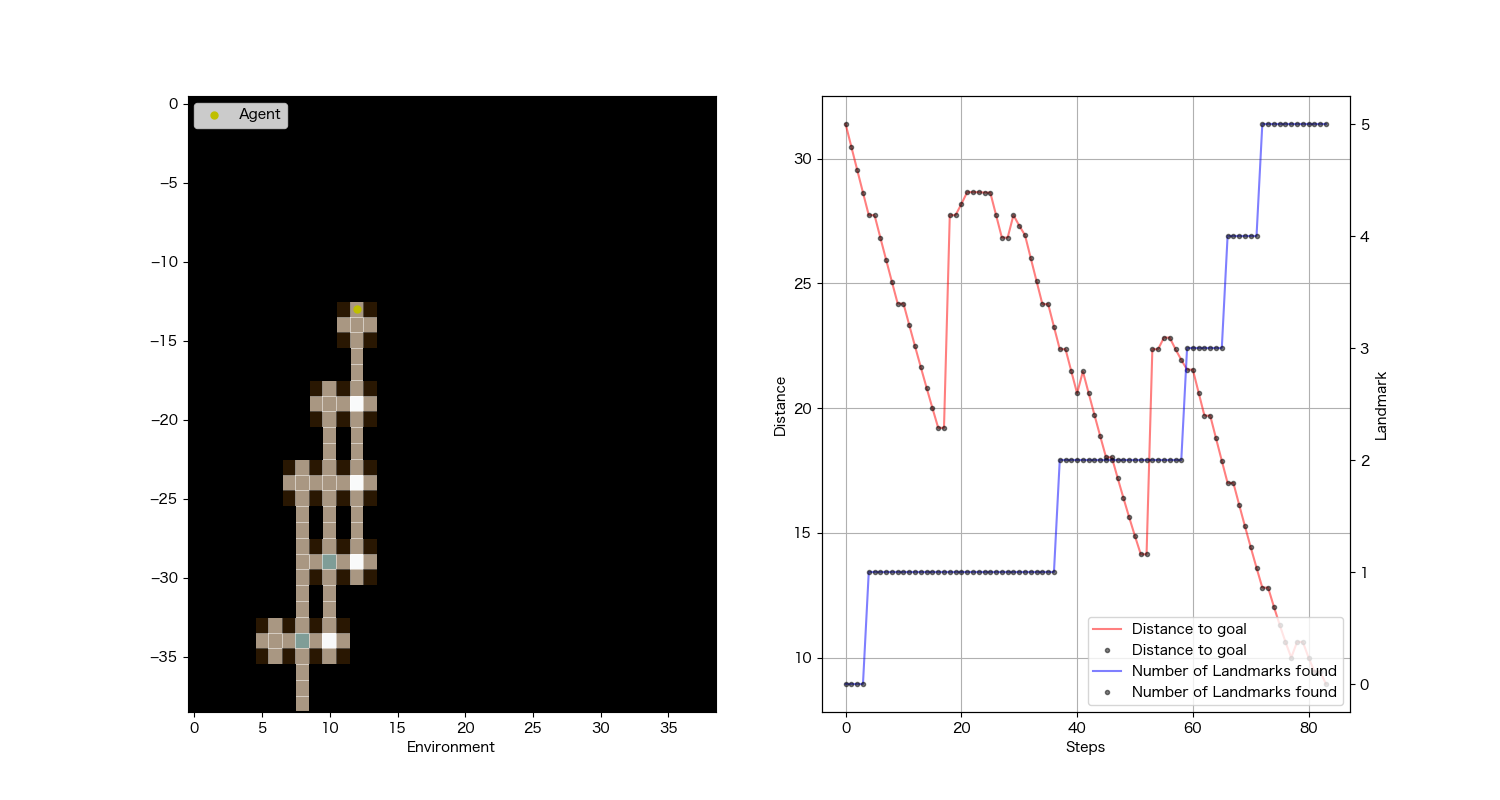 Agent
0
−5
−10
−15
−20
−25
−30
−35
0 5 10 15 20 25 30 35
Environment
Distance
30
25
20
15
10
0 20 40 60 80
Steps
5
4
3
2
1
0
Landmark
Distance to goal
Distance to goal
Number of Landmarks found
Number of Landmarks found